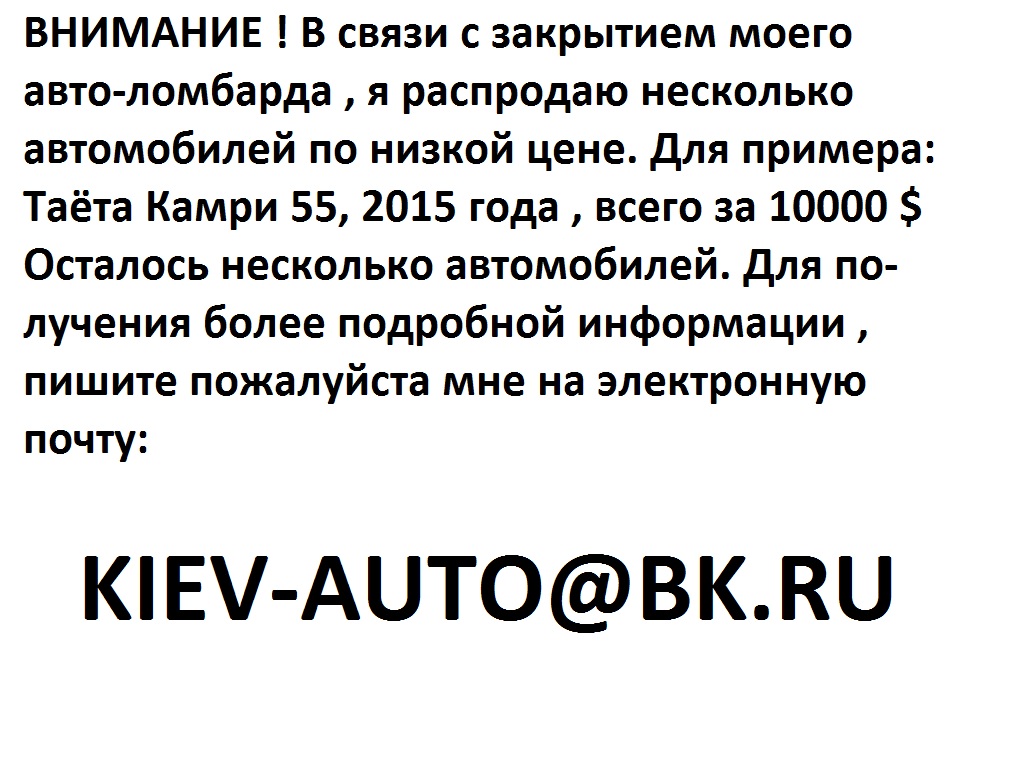 ВНИМАНИЕ ! В связи с закрытием моего
авто-ломбарда , я распродаю несколько
автомобилей по низкой цене. Для примера:
Таёта Камри 55, 2015 года , всего за 10000 $
Осталось несколько автомобилей. Для по-
лучения более подробной информации ,
пишите пожалуйста мне на электронную
почту:
KIEV-AUTO@BK.RU